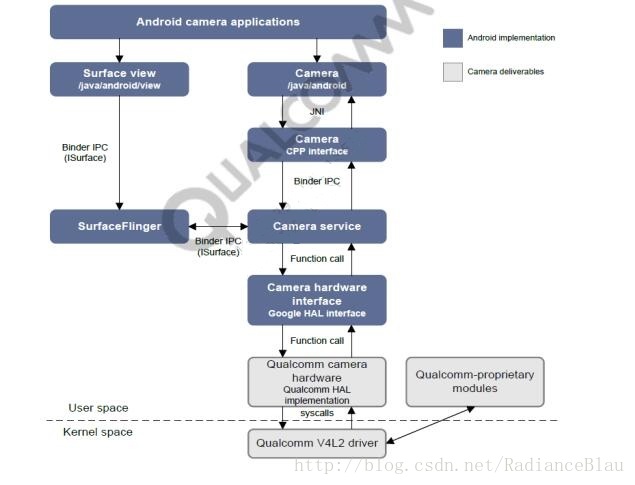 Android camera applications
Android implementation
Camera deliverables
Surface view
/java/android/view
Camera
/java/android
JNI
Binder IPC
(ISurface)
Camera
CPP interface
Binder IPC
SurfaceFlinger
Binder IPC
(ISurface)
Camera service
Function call
Camera hardware
interface
Google HAL interface
Function call
Qualcomm camera
hardware
Qualcomm HAL
implementation
Qualcomm-proprietary
modules
User space
syscalls
Kernel space
Qualcomm V4L2 driver
QUALCOMM
http://blog.csdn.net/RadianceBlau